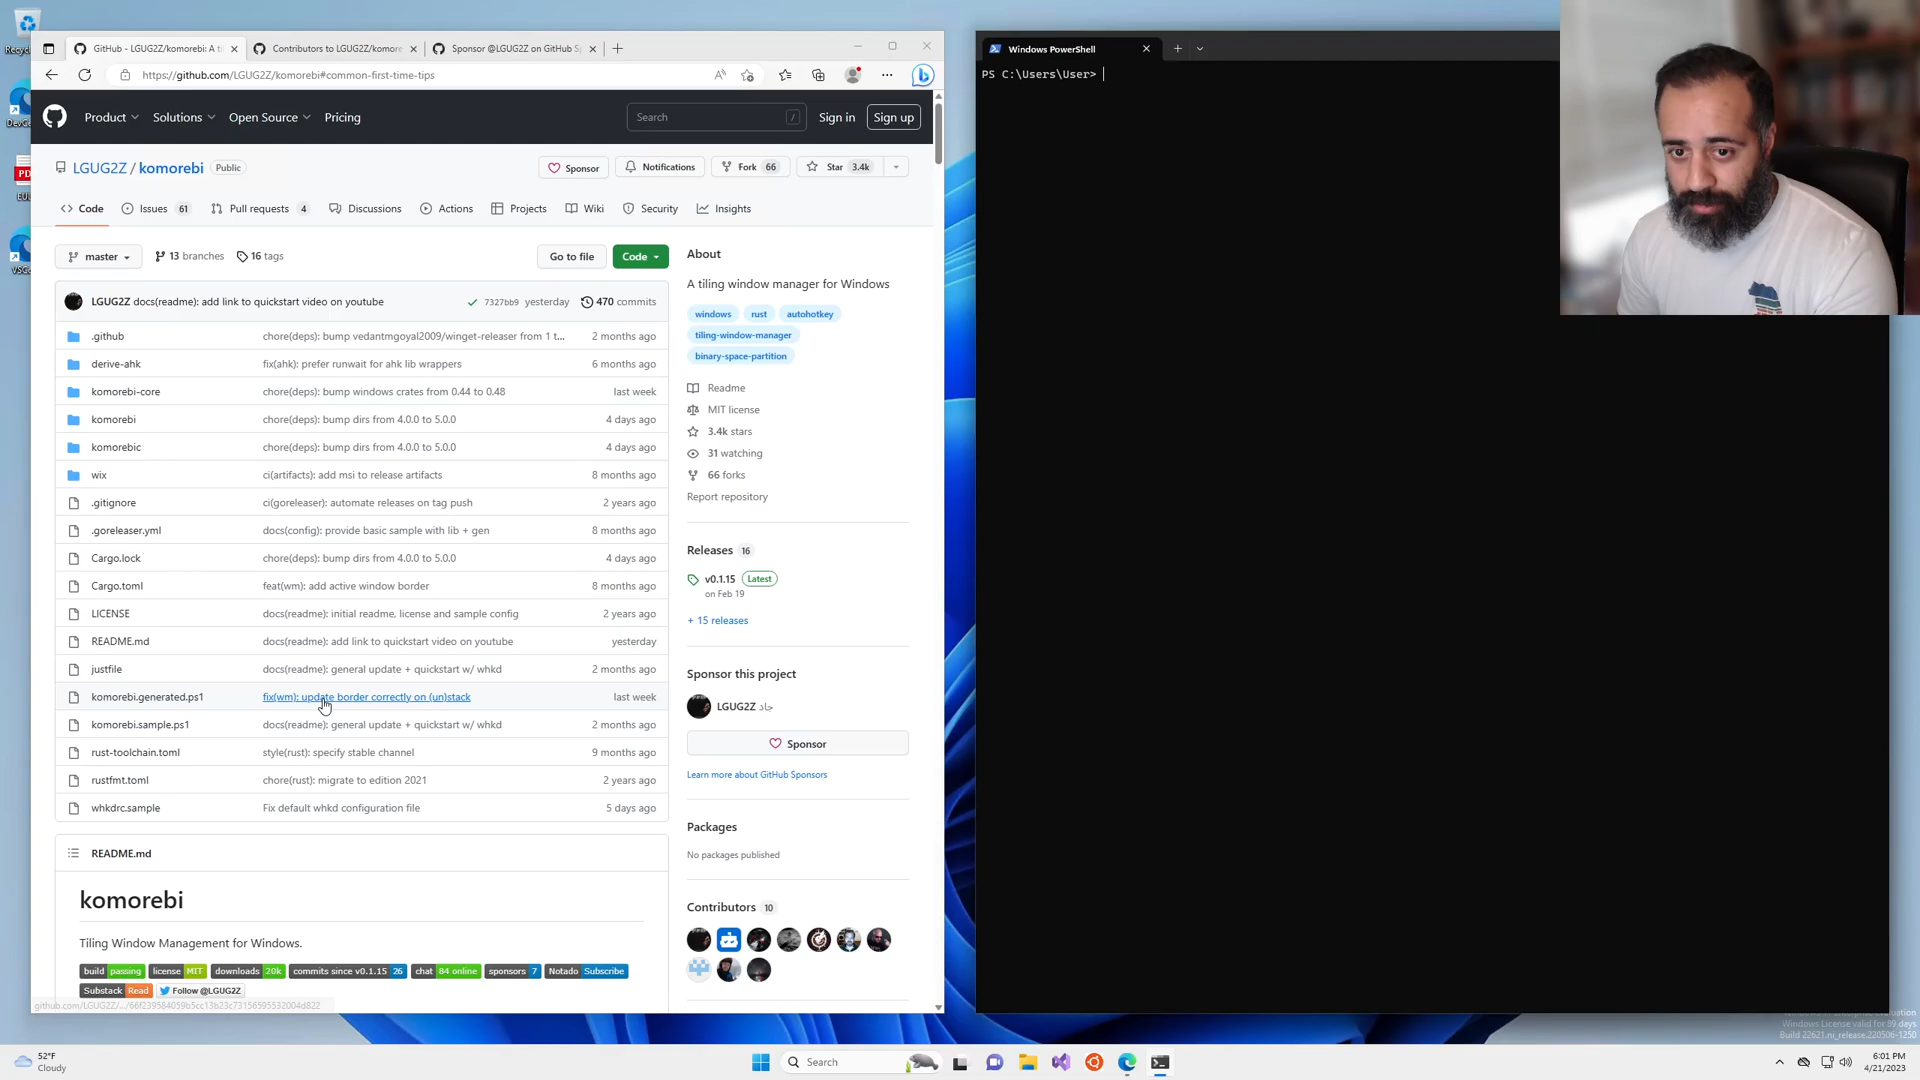 Recyc
GitHub - LGUG2Z/komorebi: A ti
Contributors to LGUG2Z/komore
Sponsor @LGUG2Z on GitHub S
https://github.com/LGUG2Z/komorebi#common-first-time-tips
Product
Solutions
Open Source
Pricing
Search
/
Sign in
Sign up
LGUG2Z / komorebi
Public
Sponsor
Notifications
Fork 66
Star 3.4k
Code
Issues 61
Pull requests 4
Discussions
Actions
Projects
Wiki
Security
Insights
master
13 branches
16 tags
Go to file
Code
LGUG2Z docs(readme): add link to quickstart video on youtube
7327bb9 yesterday
470 commits
.github chore(deps): bump vedantmgoyal2009/winget-releaser from 1 t... 2 months ago
derive-ahk fix(ahk): prefer runwait for ahk lib wrappers 6 months ago
komorebi-core chore(deps): bump windows crates from 0.44 to 0.48 last week
komorebi chore(deps): bump dirs from 4.0.0 to 5.0.0 4 days ago
komorebic chore(deps): bump dirs from 4.0.0 to 5.0.0 4 days ago
wix ci(artifacts): add msi to release artifacts 8 months ago
.gitignore ci(goreleaser): automate releases on tag push 2 years ago
.goreleaser.yml docs(config): provide basic sample with lib + gen 8 months ago
Cargo.lock chore(deps): bump dirs from 4.0.0 to 5.0.0 4 days ago
Cargo.toml feat(wm): add active window border 8 months ago
LICENSE docs(readme): initial readme, license and sample config 2 years ago
README.md docs(readme): add link to quickstart video on youtube yesterday
justfile docs(readme): general update + quickstart w/ whkd 2 months ago
komorebi.generated.ps1 fix(wm): update border correctly on (un)stack last week
komorebi.sample.ps1 docs(readme): general update + quickstart w/ whkd 2 months ago
rust-toolchain.toml style(rust): specify stable channel 9 months ago
rustfmt.toml chore(rust): migrate to edition 2021 2 years ago
whkdrc.sample Fix default whkd configuration file 5 days ago
README.md
komorebi
Tiling Window Management for Windows.
build passing license MIT downloads 20k commits since v0.1.15 26 chat 84 online sponsors 7 Notado Subscribe
Substack Read Follow @LGUG2Z
About
A tiling window manager for Windows
windows rust autohotkey
tiling-window-manager
binary-space-partition
Readme
MIT license
3.4k stars
31 watching
66 forks
Report repository
Releases 16
v0.1.15 Latest
on Feb 19
+ 15 releases
Sponsor this project
LGUG2Z جاد
Sponsor
Learn more about GitHub Sponsors
Packages
No packages published
Contributors 10
Windows PowerShell
PS C:\Users\User>
Windows License valid for 89 days
Build 22621.ni_release.220506-1250
52°F
Cloudy
Search
6:01 PM
4/21/2023